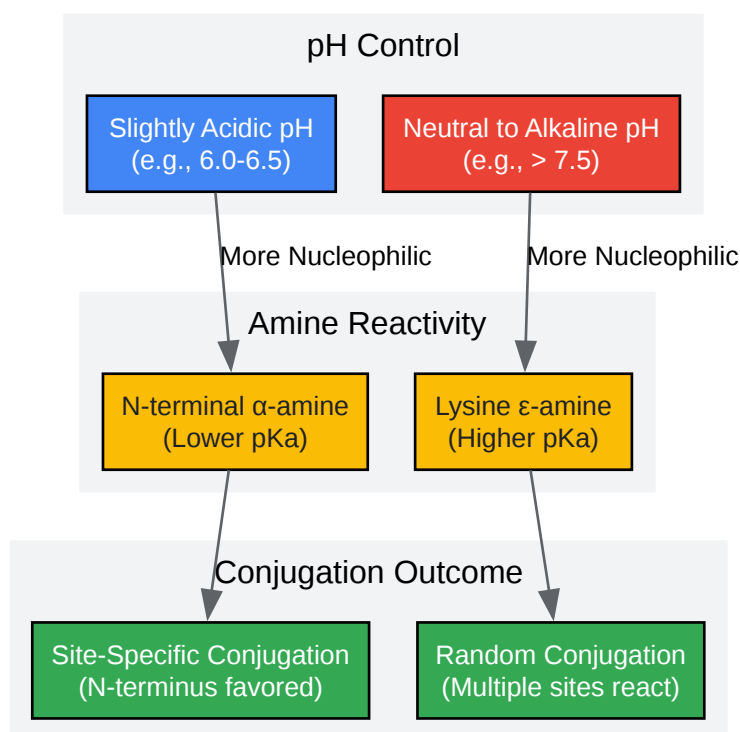 pH Control
Slightly Acidic pH
(e.g., 6.0-6.5)
Neutral to Alkaline pH
(e.g., > 7.5)
More Nucleophilic
More Nucleophilic
Amine Reactivity
N-terminal α-amine
(Lower pKa)
Lysine ε-amine
(Higher pKa)
Conjugation Outcome
Site-Specific Conjugation
(N-terminus favored)
Random Conjugation
(Multiple sites react)